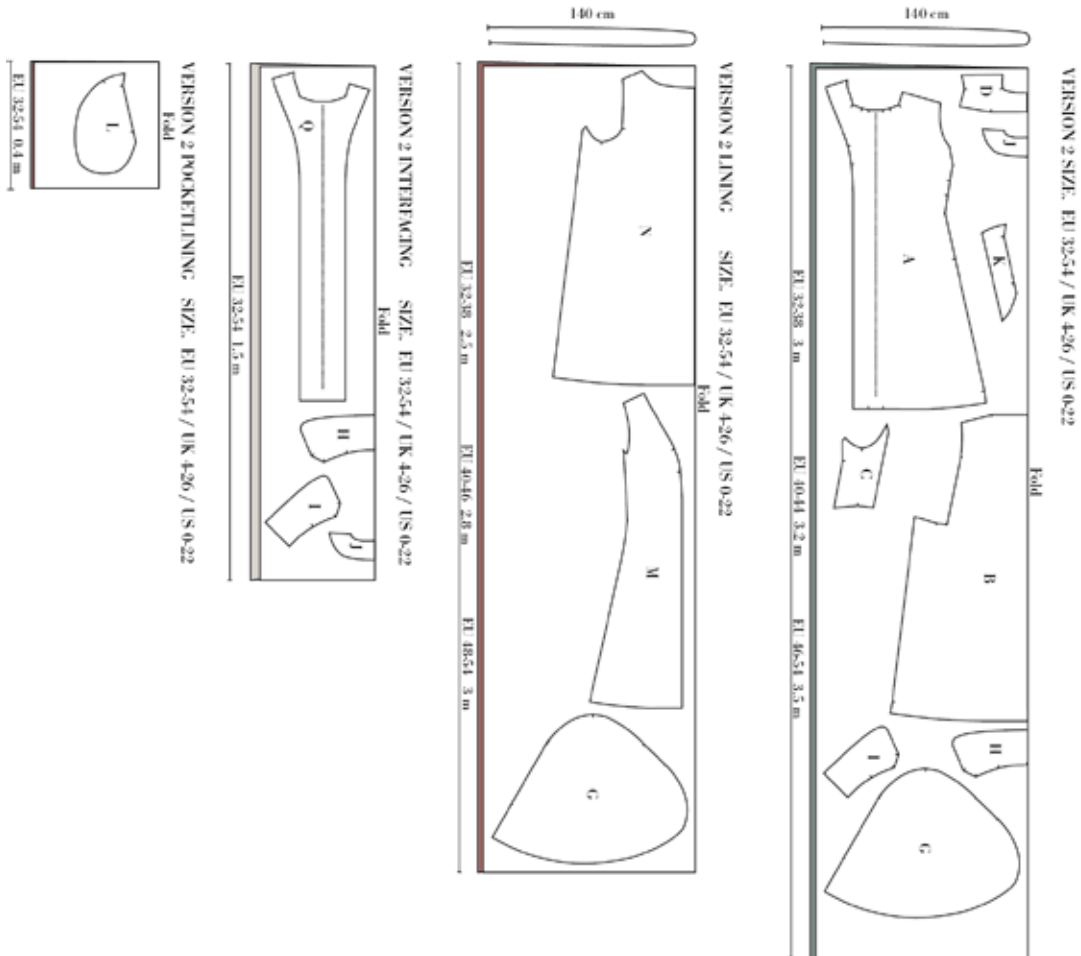 140 cm
VERSION 2 SIZE. EU 32-54 / UK 4-26 / US 0-22
Fold
D
J
K
A
C
B
H
I
G
EU 32-38 3 m
EU 40-44 3.2 m
EU 46-54 3.5 m
140 cm
VERSION 2 LINING SIZE. EU 32-54 / UK 4-26 / US 0-22
Fold
N
M
G
EU 32-38 2.5 m
EU 40-46 2.8 m
EU 48-54 3 m
VERSION 2 INTERFACING SIZE. EU 32-54 / UK 4-26 / US 0-22
Fold
Q
H
I
J
EU 32-54 1.5 m
VERSION 2 POCKETLINING SIZE. EU 32-54 / UK 4-26 / US 0-22
Fold
L
EU 32-54 0.4 m